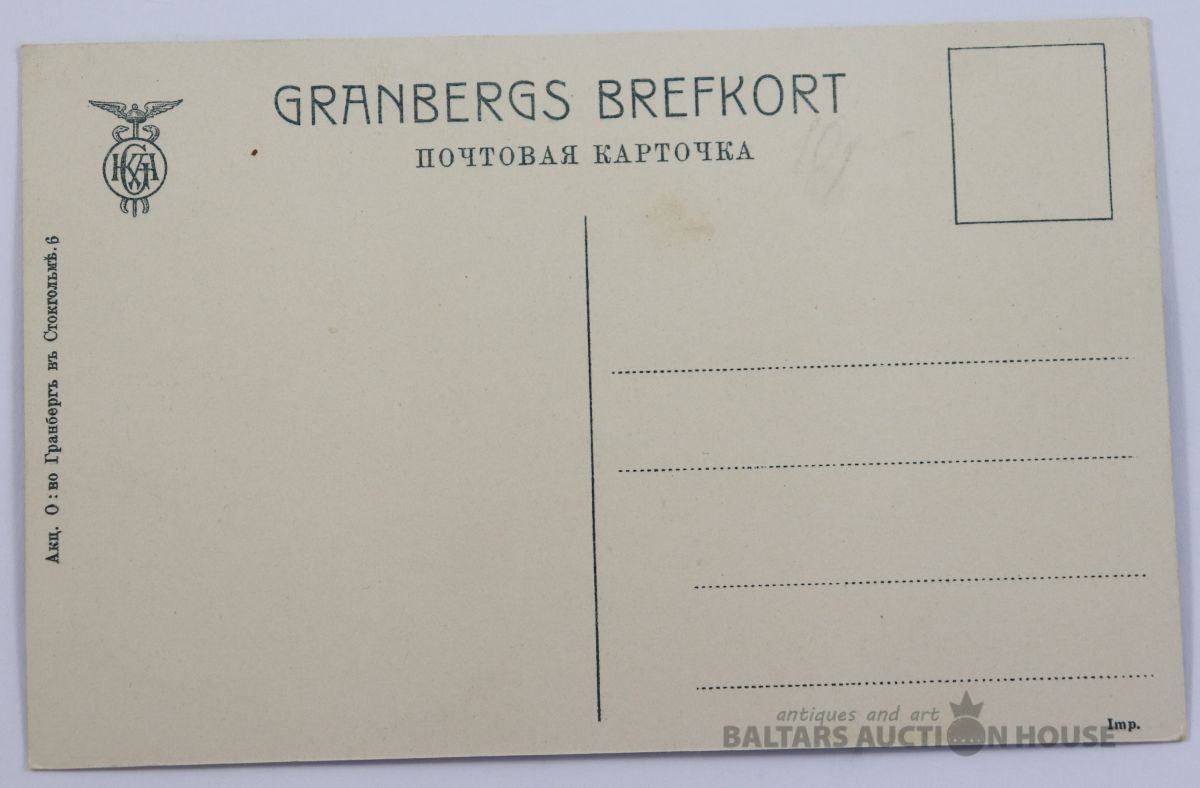 GRANBERGS BREFKORT
ПОЧТОВАЯ КАРТОЧКА
Акц. О:во Гранбергъ въ Стокгольмѣ. 6
Imp.
antiques and art
BALTARS AUCTION HOUSE